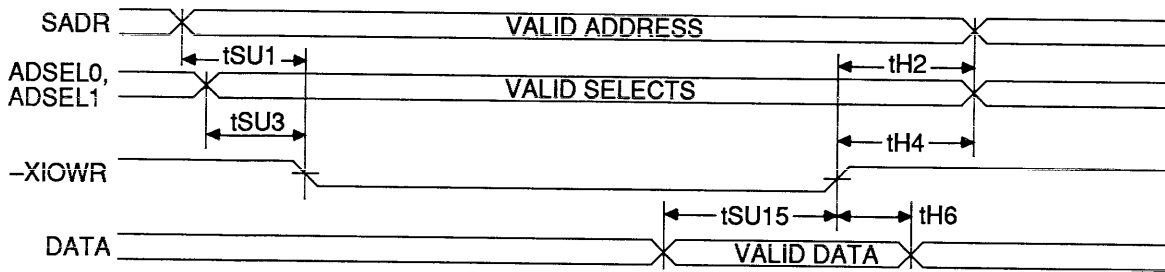 SADR
VALID ADDRESS
tSU1
tH2
ADSEL0,
ADSEL1
VALID SELECTS
tSU3
tH4
–XIOWR
tSU15
tH6
DATA
VALID DATA